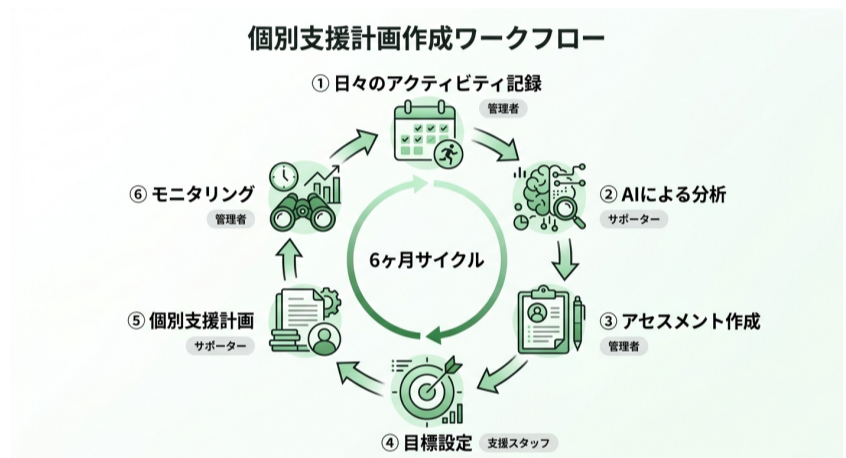 個別支援計画作成ワークフロー
① 日々のアクティビティ記録
管理者
② AIによる分析
サポーター
③ アセスメント作成
管理者
④ 目標設定 支援スタッフ
⑤ 個別支援計画
サポーター
⑥ モニタリング
管理者
6ヶ月サイクル